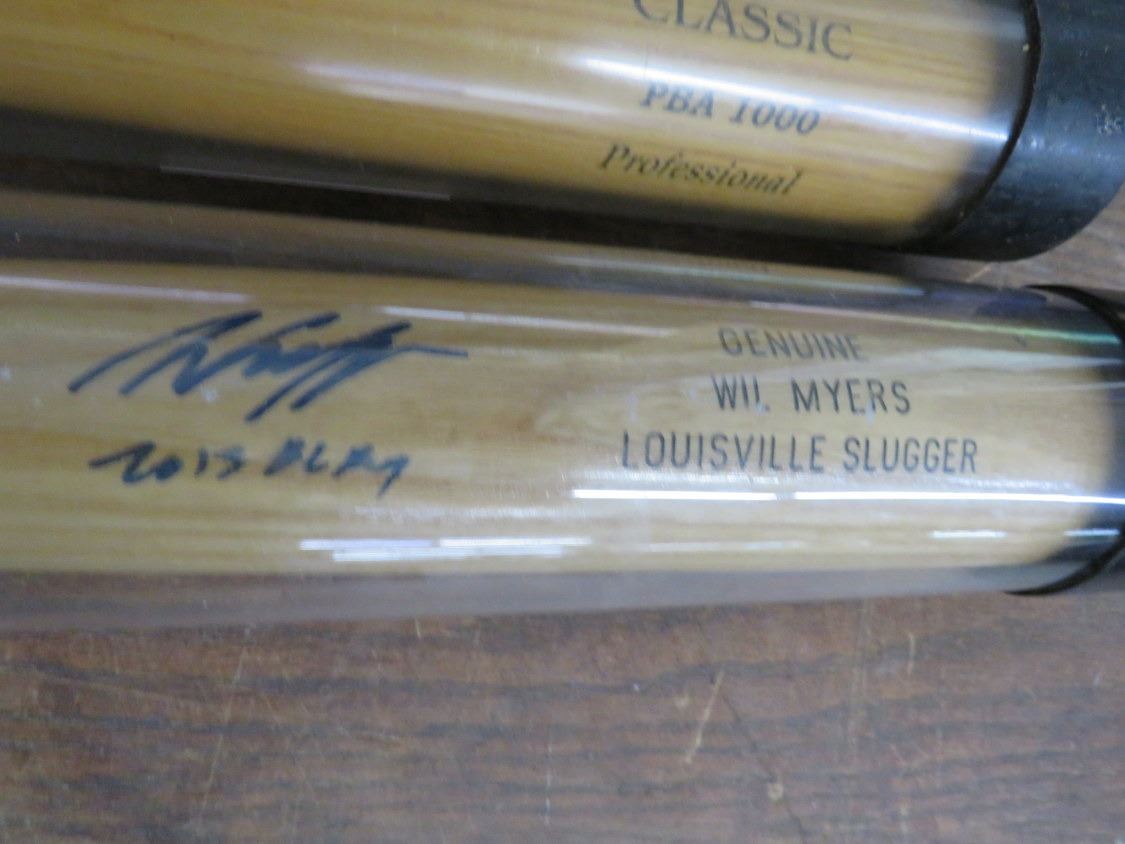 CLASSIC
PBA 1000
Professional
GENUINE
WIL MYERS
LOUISVILLE SLUGGER